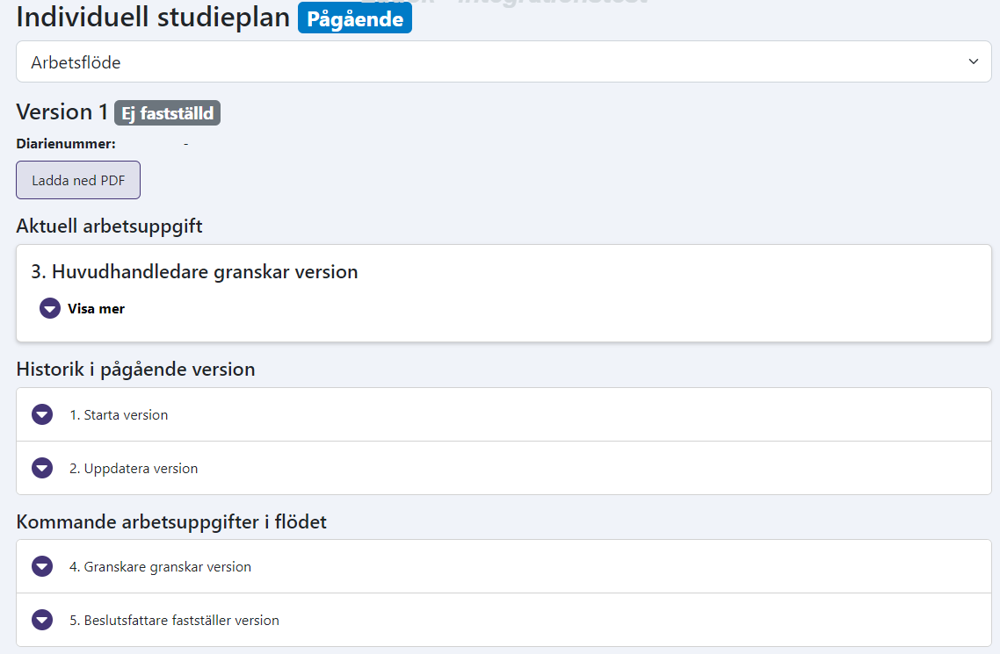 Individuell studieplan Pågående
Arbetsflöde
Version 1 Ej fastställd
Diarienummer: -
Ladda ned PDF
Aktuell arbetsuppgift
3. Huvudhandledare granskar version
Visa mer
Historik i pågående version
1. Starta version
2. Uppdatera version
Kommande arbetsuppgifter i flödet
4. Granskare granskar version
5. Beslutsfattare fastställer version